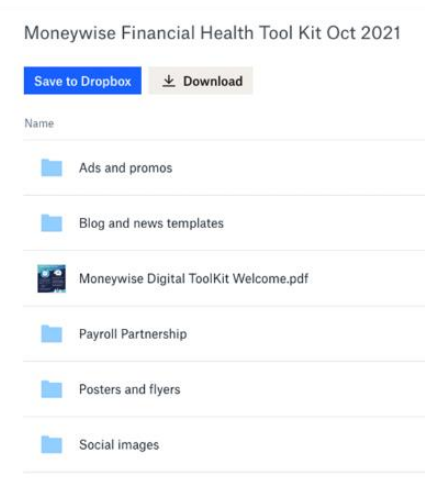 Moneywise Financial Health Tool Kit Oct 2021
Save to Dropbox Download
Name
Ads and promos
Blog and news templates
Moneywise Digital ToolKit Welcome.pdf
Payroll Partnership
Posters and flyers
Social images